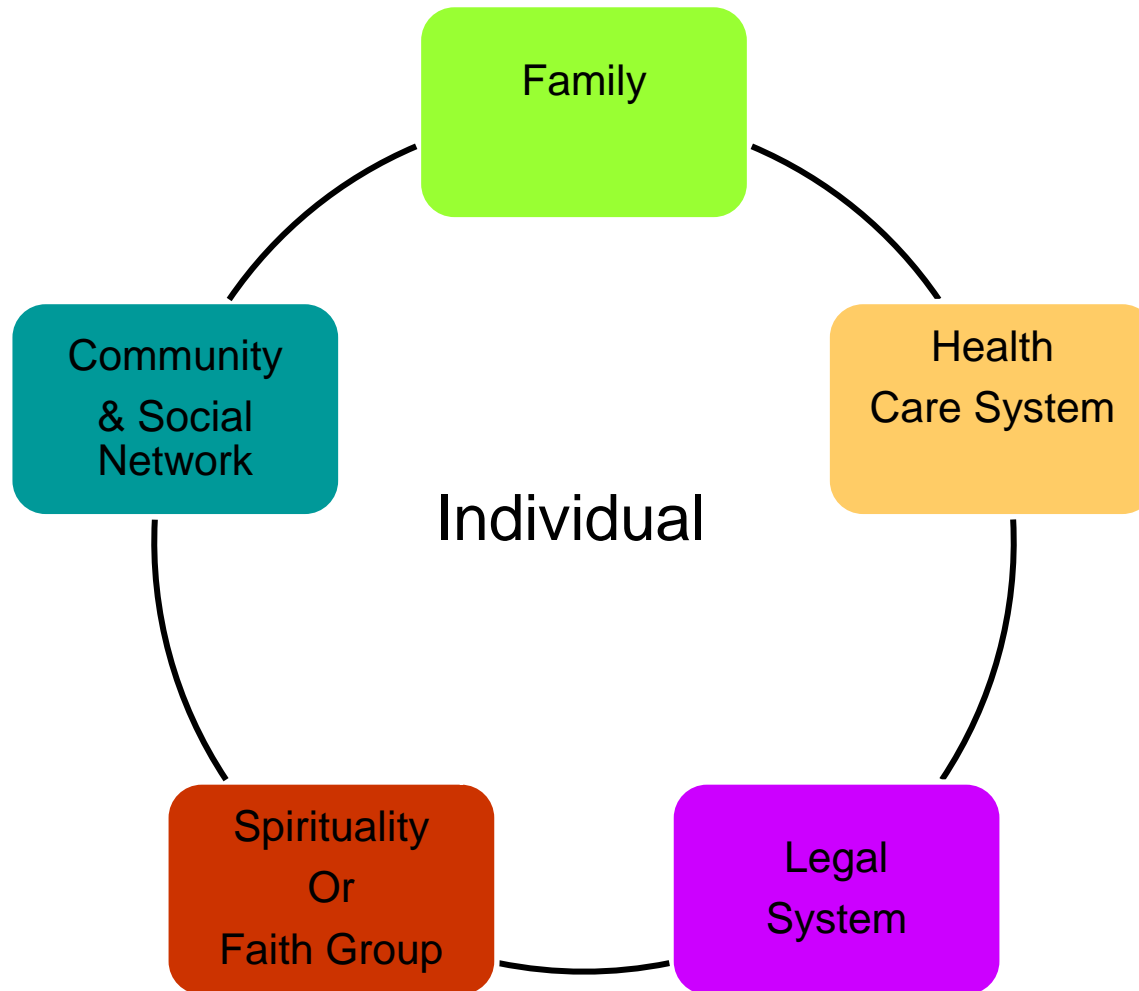 Family
Health
Care System
Community
& Social
Network
Individual
Legal
System
Spirituality
Or
Faith Group